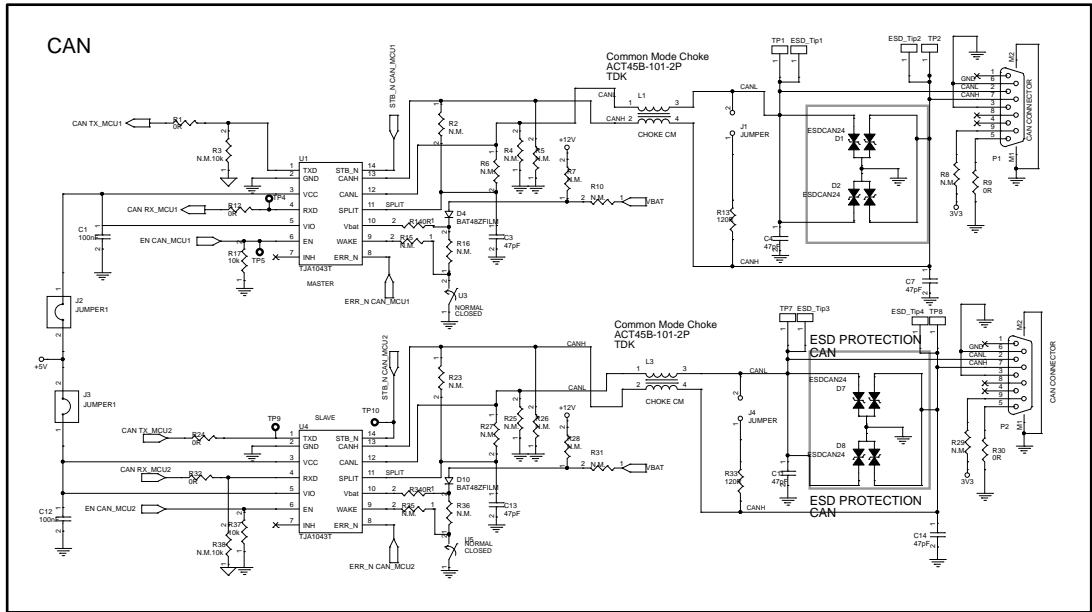 CAN
CAN TX_MCU1
R1
0R
R3
N.M.10k
U1
TXD
GND
VCC
RXD
VIO
EN
INH
STB_N
CANH
CANL
SPLIT
Vbat
WAKE
ERR_N
TJA1043T
MASTER
CAN RX_MCU1
R12
0R
TP4
EN CAN_MCU1
R17
10k
TP5
C1
100nF
STB_N CAN_MCU1
ERR_N CAN_MCU1
R2
N.M.
R6
N.M.
R4
N.M.
R5
N.M.
+12V
R7
N.M.
R10
N.M.
VBAT
D4
BAT48ZFILM
R140R
R15
N.M.
R16
N.M.
C3
47pF
U3
NORMAL
CLOSED
Common Mode Choke
ACT45B-101-2P
TDK
CANL
CANH
L1
CHOKE CM
CANL
J1
JUMPER
R13
120R
CANH
TP1
ESD_Tip1
ESD_Tip2
TP2
ESDCAN24
D1
D2
ESDCAN24
C4
47pF
C7
47pF
GND
CANL
CANH
M2
M1
P1
CAN CONNECTOR
R8
N.M.
R9
0R
3V3
J2
JUMPER1
+5V
J3
JUMPER1
C12
100nF
CAN TX_MCU2
R24
0R
TP9
SLAVE
U4
TXD
GND
VCC
RXD
VIO
EN
INH
STB_N
CANH
CANL
SPLIT
Vbat
WAKE
ERR_N
TJA1043T
CAN RX_MCU2
R32
0R
EN CAN_MCU2
R37
10k
R38
N.M.10k
STB_N CAN_MCU2
TP10
ERR_N CAN_MCU2
R23
N.M.
R27
N.M.
R25
N.M.
R26
N.M.
+12V
R28
N.M.
R31
N.M.
VBAT
D10
BAT48ZFILM
R340R
R35
N.M.
R36
N.M.
C13
47pF
U5
NORMAL
CLOSED
Common Mode Choke
ACT45B-101-2P
TDK
CANH
CANL
L3
CHOKE CM
CANL
J4
JUMPER
R33
120R
CANH
TP7
ESD_Tip3
ESD_Tip4
TP8
ESD PROTECTION
CAN
ESDCAN24
D7
D8
ESDCAN24
ESD PROTECTION
CAN
47pF
C14
47pF
GND
CANL
CANH
M2
M1
P2
CAN CONNECTOR
R29
N.M.
R30
0R
3V3